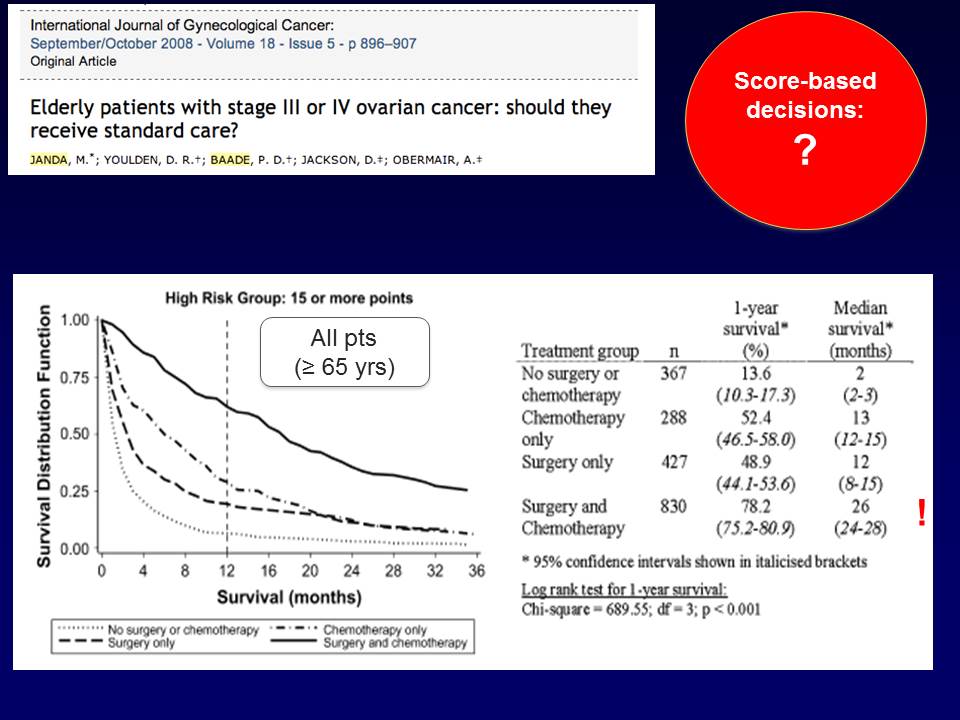 International Journal of Gynecological Cancer:
September/October 2008 - Volume 18 - Issue 5 - p 896–907
Original Article
Elderly patients with stage III or IV ovarian cancer: should they
receive standard care?
JANDA, M.*; YOULDEN, D. R.†; BAADE, P. D.†; JACKSON, D.‡; OBERMAIR, A.‡
Score-based
decisions:
?
High Risk Group: 15 or more points
All pts
(≥ 65 yrs)
Survival Distribution Function
1.00
0.75
0.50
0.25
0.00
0 4 8 12 16 20 24 28 32 36
Survival (months)
No surgery or chemotherapy Chemotherapy only
Surgery only Surgery and chemotherapy
1-year Median
survival* survival*
Treatment group n (%) (months)
No surgery or 367 13.6 2
chemotherapy (10.3-17.3) (2-3)
Chemotherapy 288 52.4 13
only (46.5-58.0) (12-15)
Surgery only 427 48.9 12
(44.1-53.6) (8-15)
Surgery and 830 78.2 26
Chemotherapy (75.2-80.9) (24-28)
!
* 95% confidence intervals shown in italicised brackets
Log rank test for 1-year survival:
Chi-square = 689.55; df = 3; p < 0.001